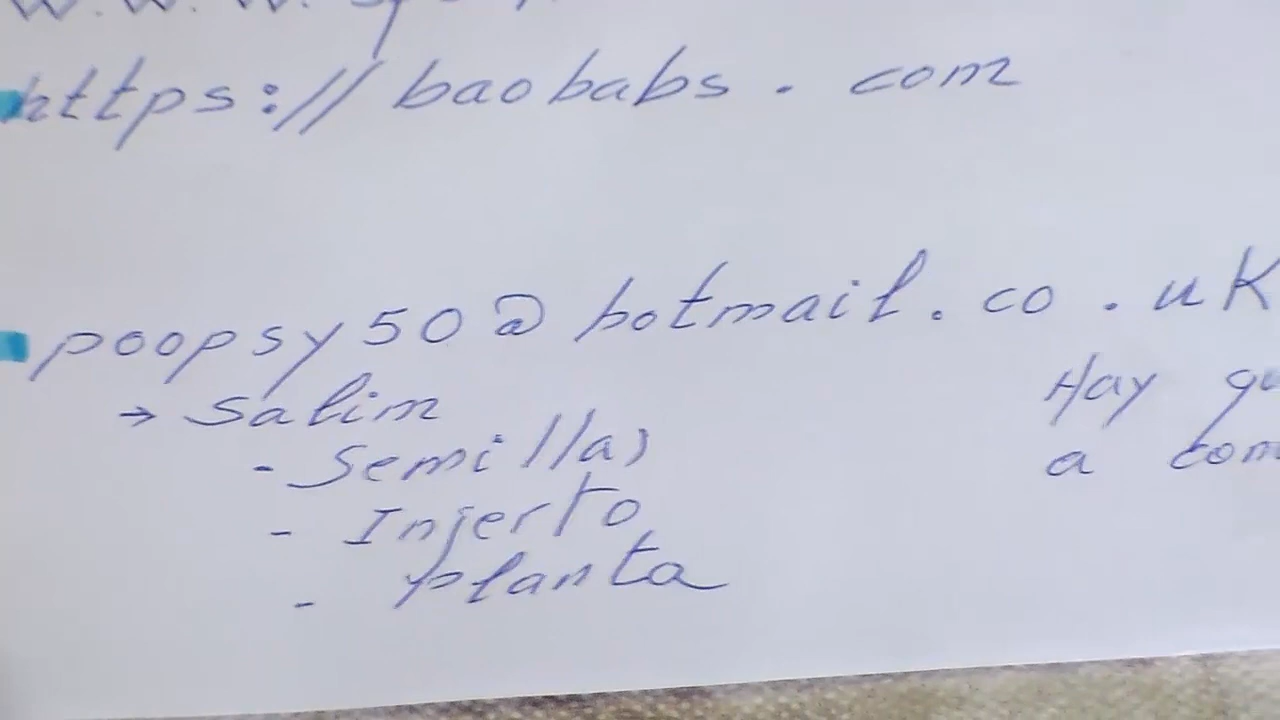 https://baobabs.com
poopsy50@hotmail.co.uk
→ Salim
- Semillas
- Injerto
- planta
Hay
a